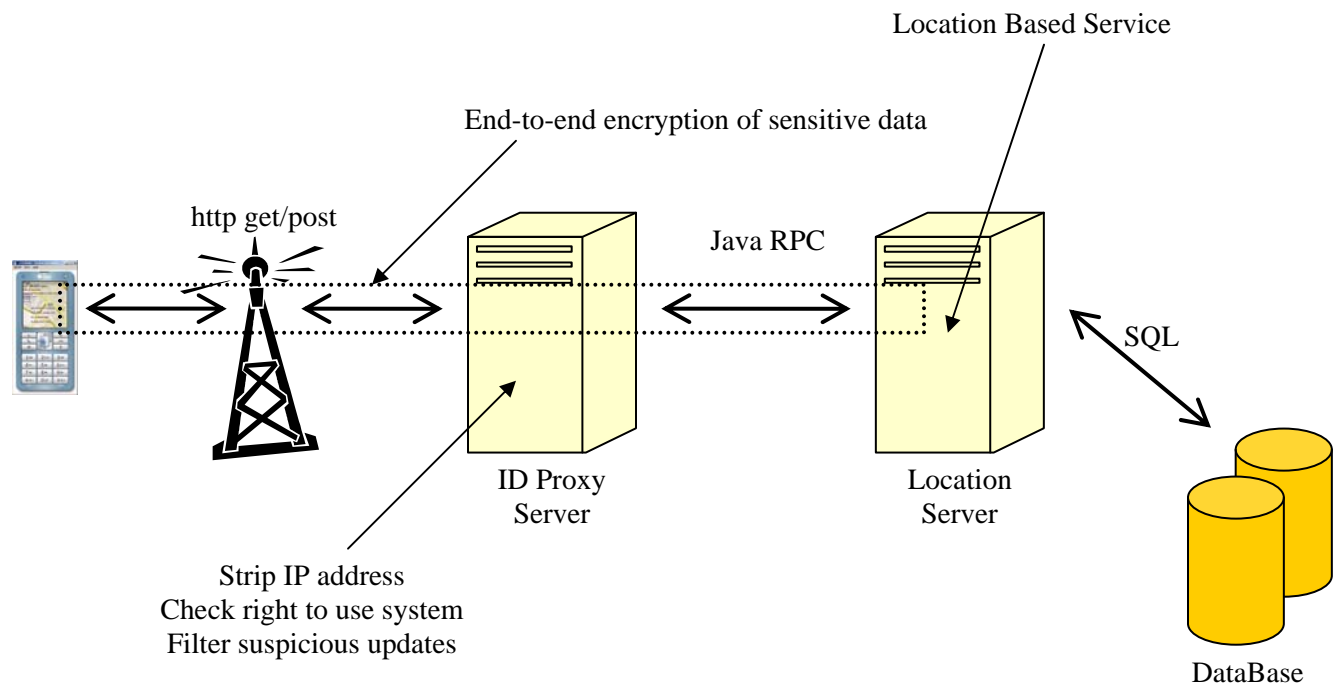 Location Based Service
End-to-end encryption of sensitive data
http get/post
Java RPC
SQL
ID Proxy
Server
Location
Server
Strip IP address
Check right to use system
Filter suspicious updates
DataBase